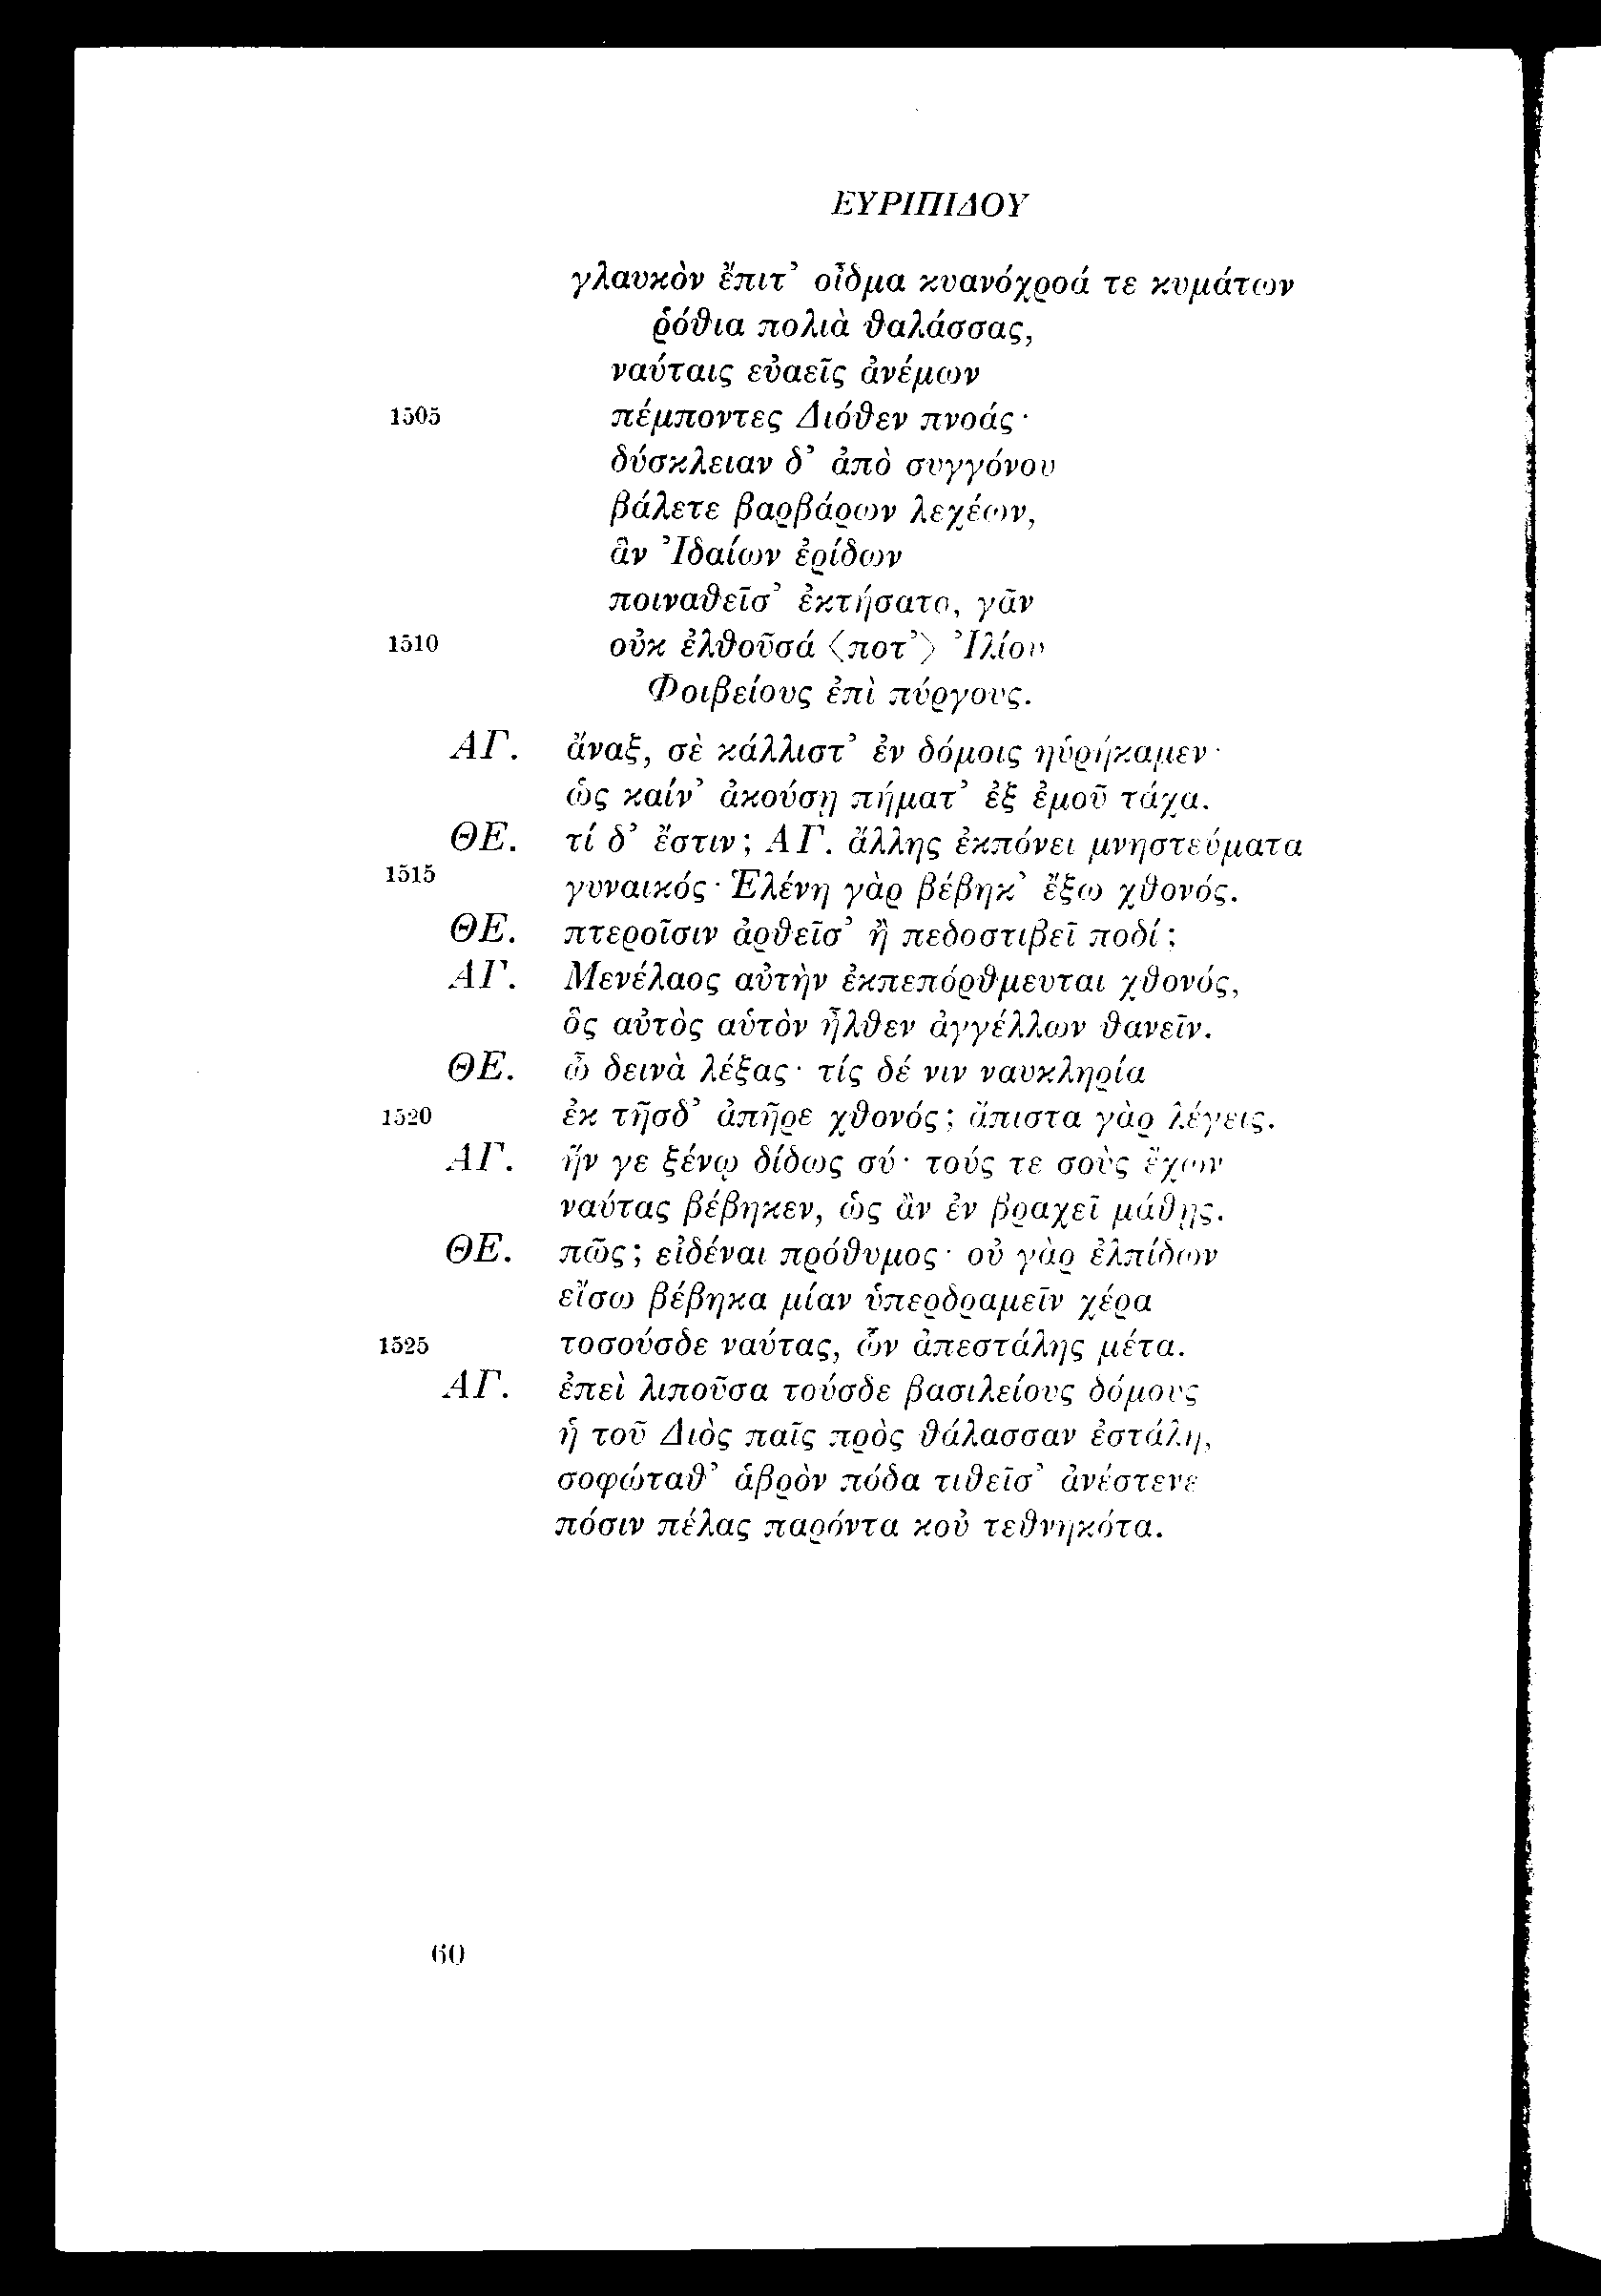 ΕΥΡΙΠΙΔΟΥ
γλαυκὸν ἔπιτ’ οἶδμα κυανόχροά τε κυμάτων
ῥόθια πολιὰ θαλάσσας,
ναύταις εὐαεῖς ἀνέμων
1505 πέμποντες Διόθεν πνοάς·
δύσκλειαν δ’ ἀπὸ συγγόνου
βάλετε βαρβάρων λεχέων,
ἃν Ἰδαίων ἐρίδων
ποιναθεῖσ’ ἐκτήσατο, γᾶν
1510 οὐκ ἐλθοῦσά ⟨ποτ’⟩ Ἰλίου
Φοιβείους ἐπὶ πύργους.
ΑΓ. ἄναξ, σὲ κάλλιστ’ ἐν δόμοις ηὑρήκαμεν·
ὡς καίν’ ἀκούσῃ πήματ’ ἐξ ἐμοῦ τάχα.
ΘΕ. τί δ’ ἔστιν; ΑΓ. ἄλλης ἐκπόνει μνηστεύματα
1515 γυναικός· Ἑλένη γὰρ βέβηκ’ ἔξω χθονός.
ΘΕ. πτεροῖσιν ἀρθεῖσ’ ἢ πεδοστιβεῖ ποδί;
ΑΓ. Μενέλαος αὐτὴν ἐκπεπόρθμευται χθονός,
ὃς αὐτὸς αὑτὸν ἦλθεν ἀγγέλλων θανεῖν.
ΘΕ. ὦ δεινὰ λέξας· τίς δέ νιν ναυκληρία
1520 ἐκ τῆσδ’ ἀπῆρε χθονός; ἄπιστα γὰρ λέγεις.
ΑΓ. ἥν γε ξένῳ δίδως σύ· τούς τε σοὺς ἔχων
ναύτας βέβηκεν, ὡς ἂν ἐν βραχεῖ μάθῃς.
ΘΕ. πῶς; εἰδέναι πρόθυμος· οὐ γὰρ ἐλπίδων
εἴσω βέβηκα μίαν ὑπερδραμεῖν χέρα
1525 τοσούσδε ναύτας, ὧν ἀπεστάλης μέτα.
ΑΓ. ἐπεὶ λιποῦσα τούσδε βασιλείους δόμους
ἡ τοῦ Διὸς παῖς πρὸς θάλασσαν ἐστάλη,
σοφώταθ’ ἁβρὸν πόδα τιθεῖσ’ ἀνέστενε
πόσιν πέλας παρόντα κοὐ τεθνηκότα.
60